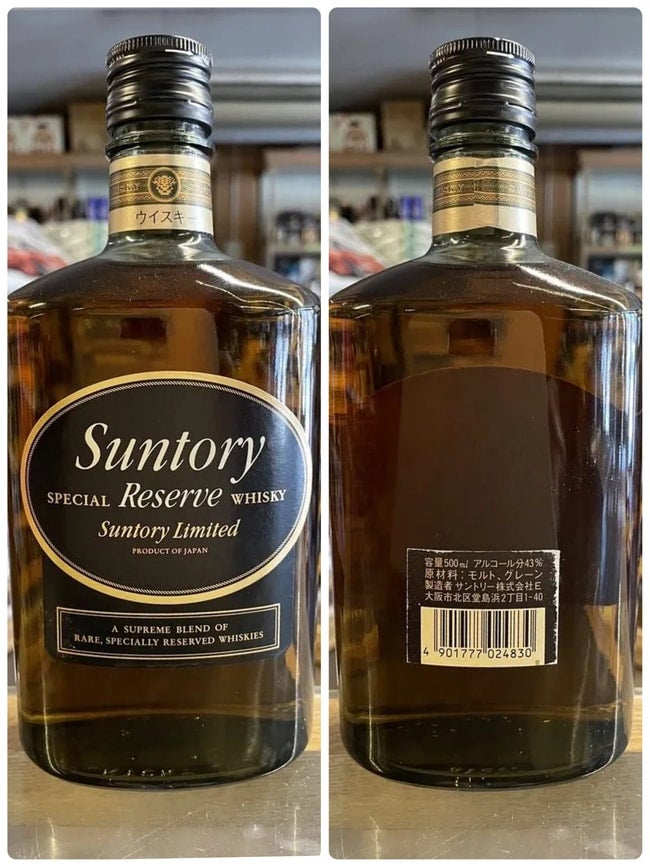 ウイスキー
Suntory
SPECIAL Reserve WHISKY
Suntory Limited
PRODUCT OF JAPAN
A SUPREME BLEND OF
RARE, SPECIALLY RESERVED WHISKIES
容量500ml アルコール分43%
原材料:モルト、グレーン
製造者 サントリー株式会社E
大阪市北区堂島浜2丁目1-40
4 901777 024830